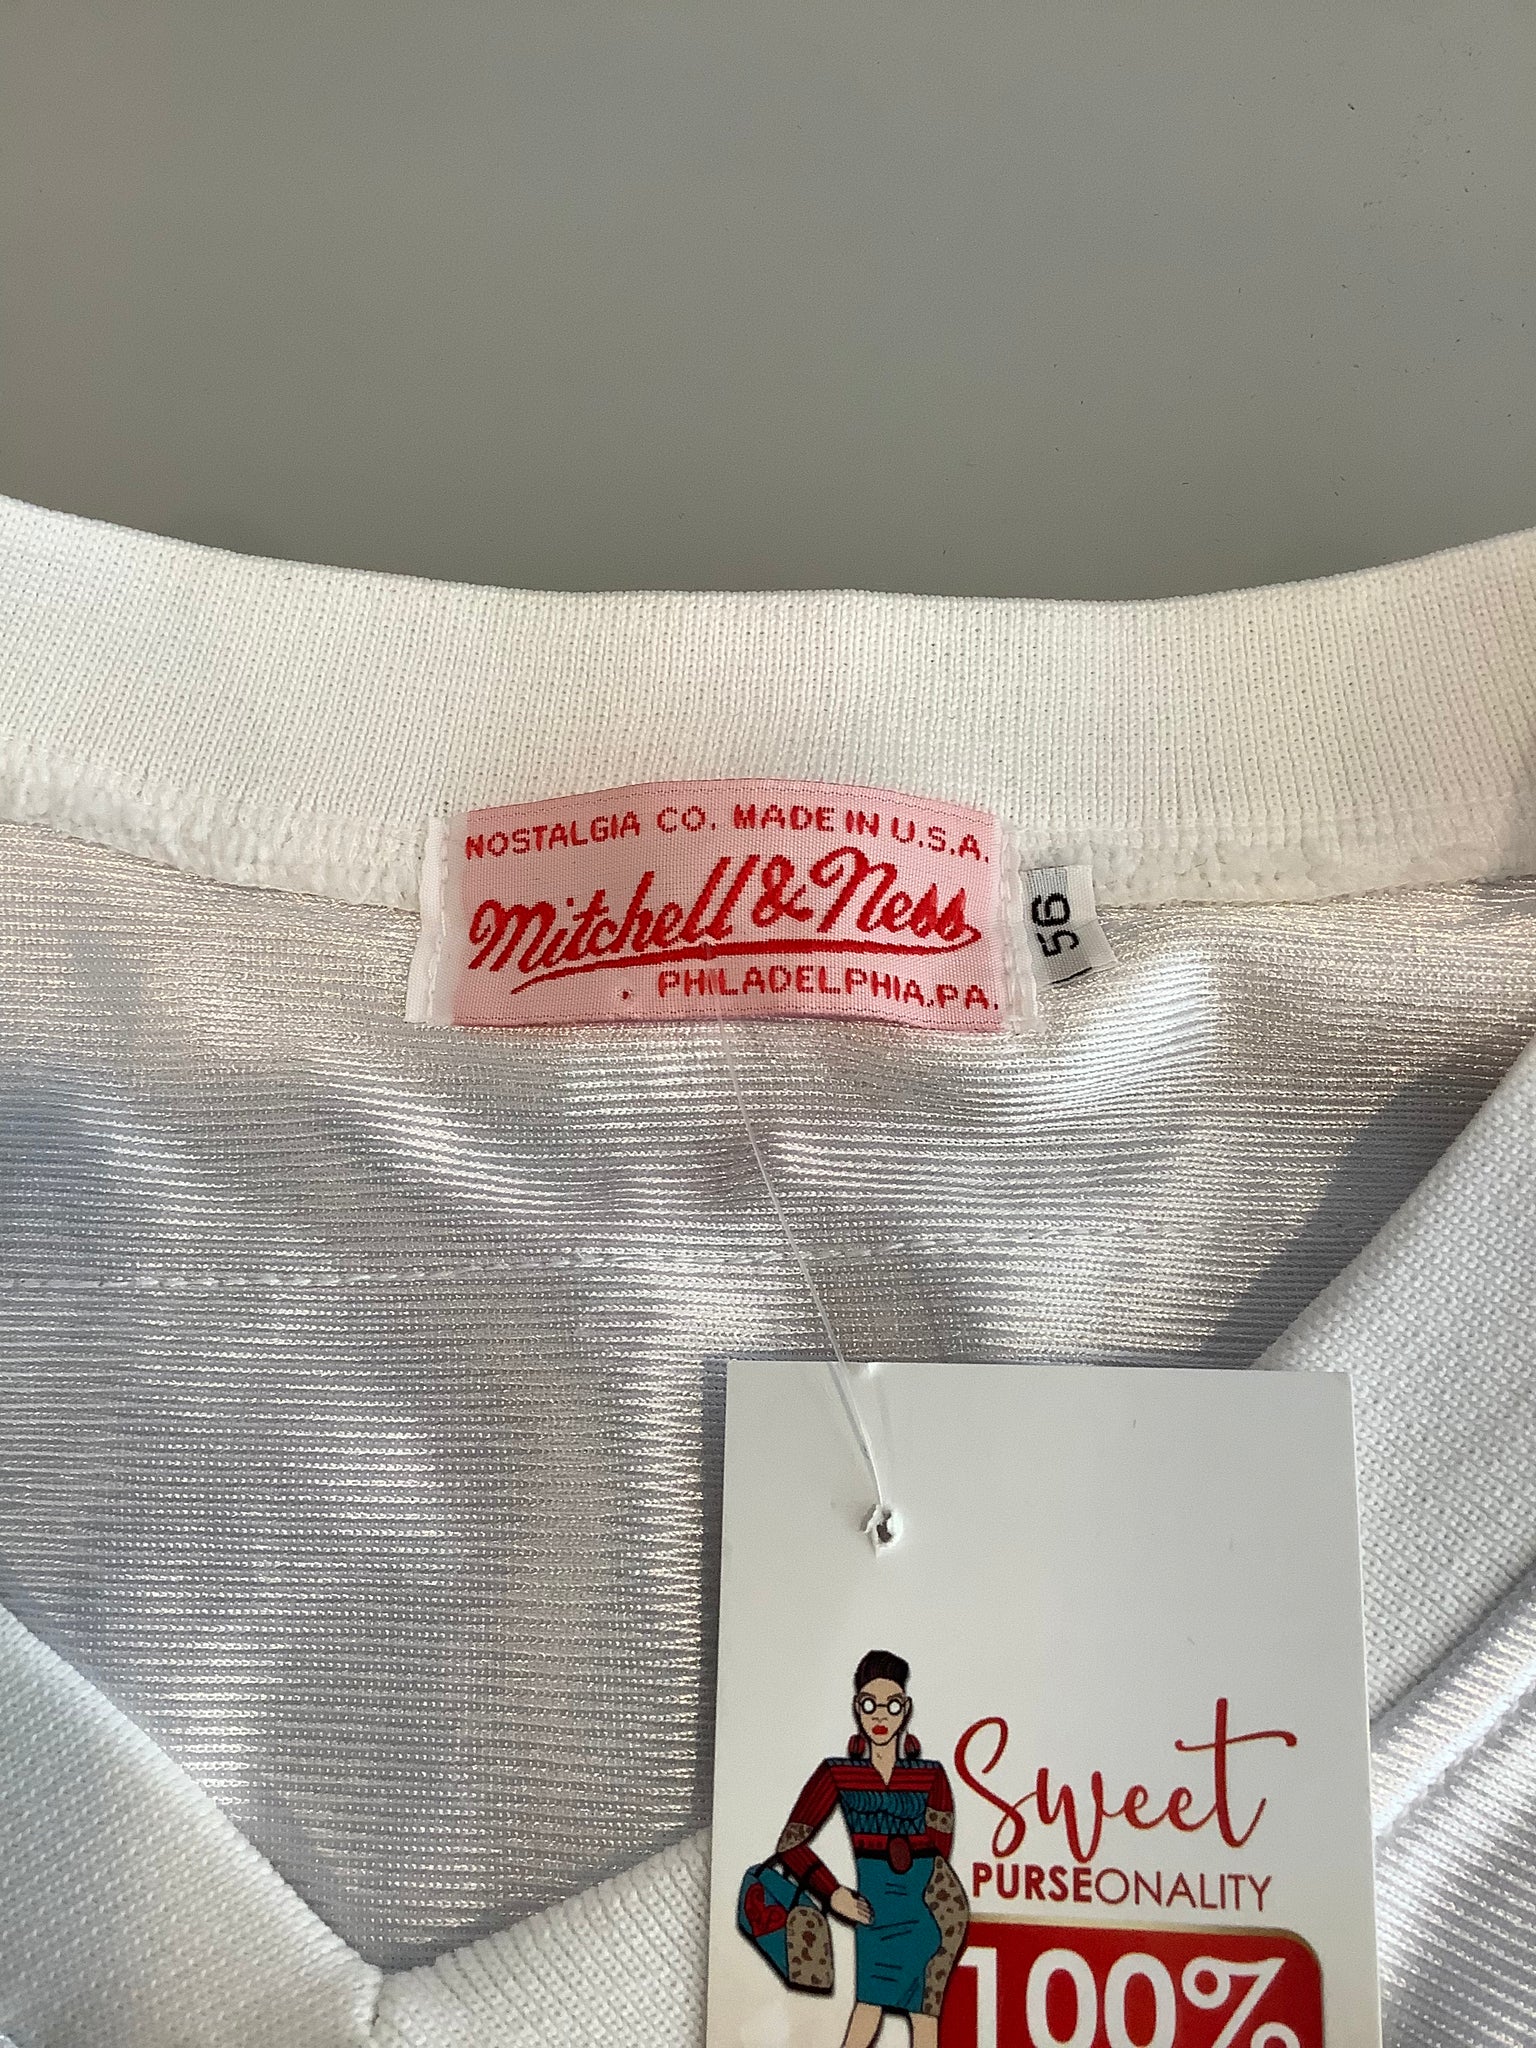 NOSTALGIA CO. MADE IN U.S.A.
Mitchell & Ness
PHILADELPHIA, PA.
56
Sweet
PURSEONALITY
100%